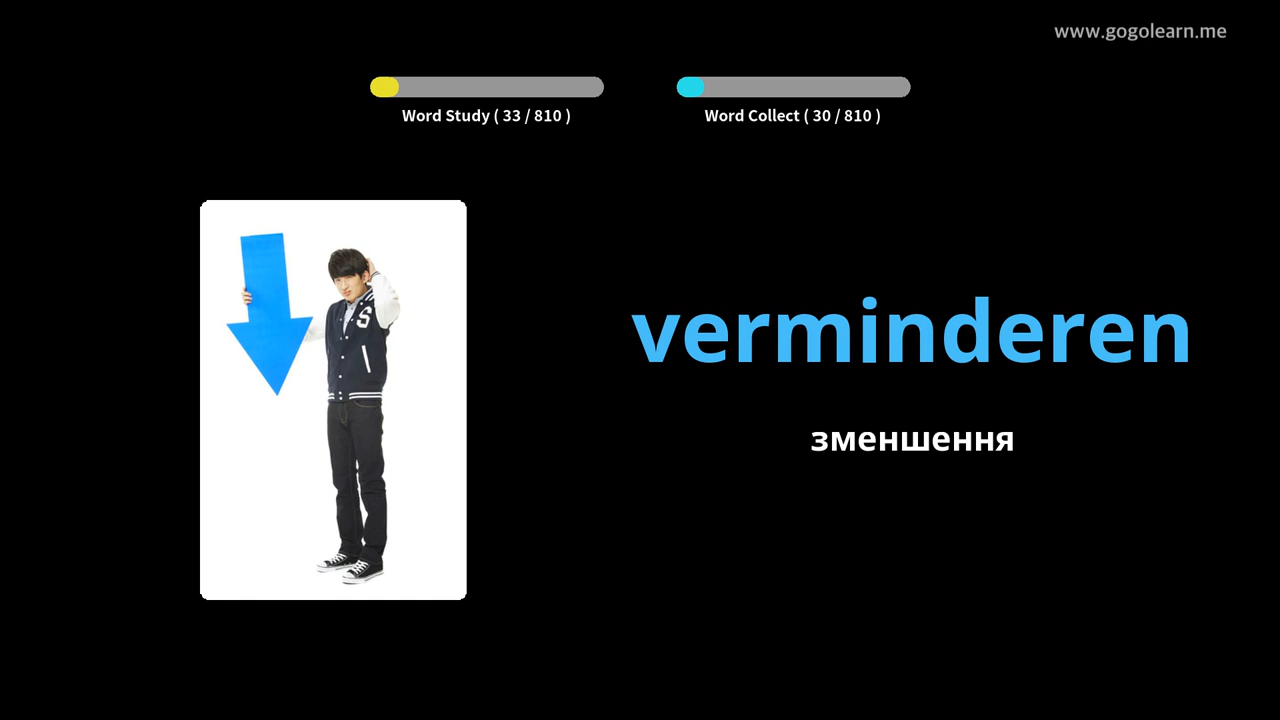 www.gogolearn.me
Word Study ( 33 / 810 )
Word Collect ( 30 / 810 )
S
verminderen
зменшення